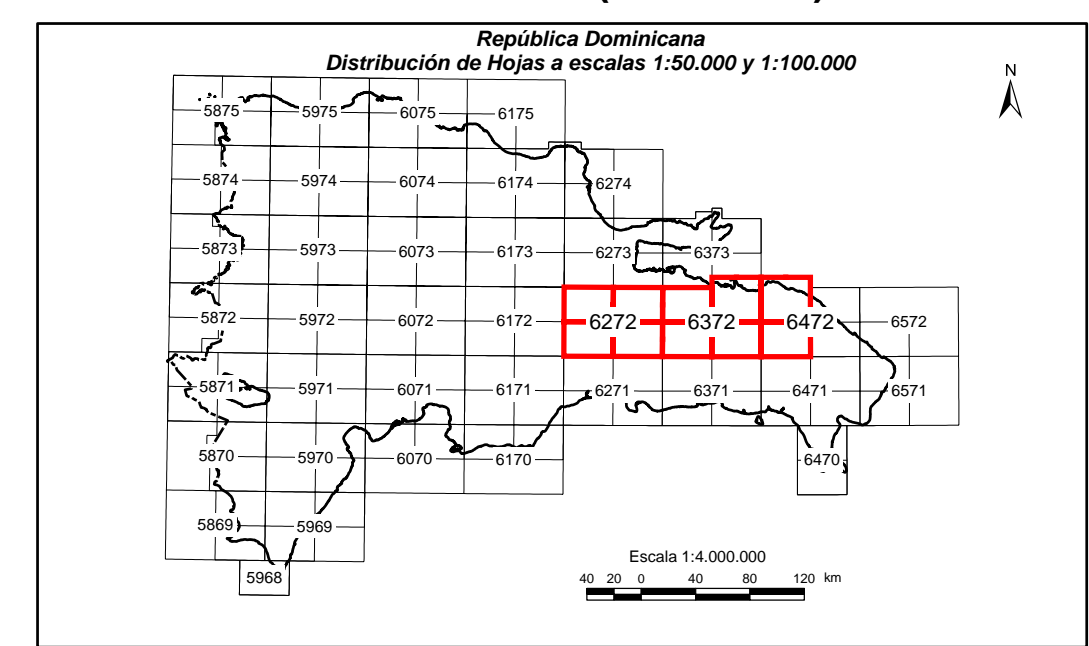 República Dominicana
Distribución de Hojas a escalas 1:50.000 y 1:100.000
N
5875 5975 6075 6175
5874 5974 6074 6174 6274
5873 5973 6073 6173 6273 6373
5872 5972 6072 6172 6272 6372 6472 6572
5871 5971 6071 6171 6271 6371 6471 6571
5870 5970 6070 6170 6470
5869 5969
5968
Escala 1:4.000.000
40 20 0 40 80 120 km